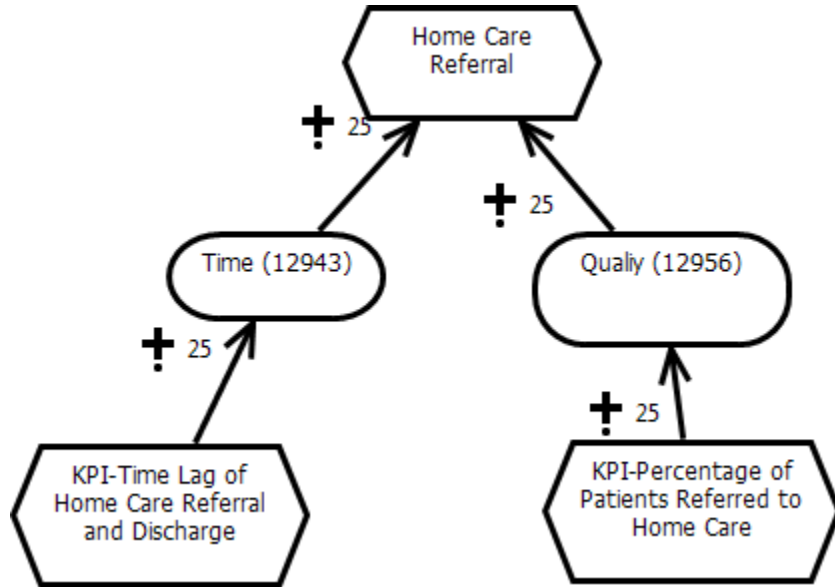 Home Care
Referral
25
25
Time (12943)
Qualiy (12956)
25
25
KPI-Time Lag of
Home Care Referral
and Discharge
KPI-Percentage of
Patients Referred to
Home Care